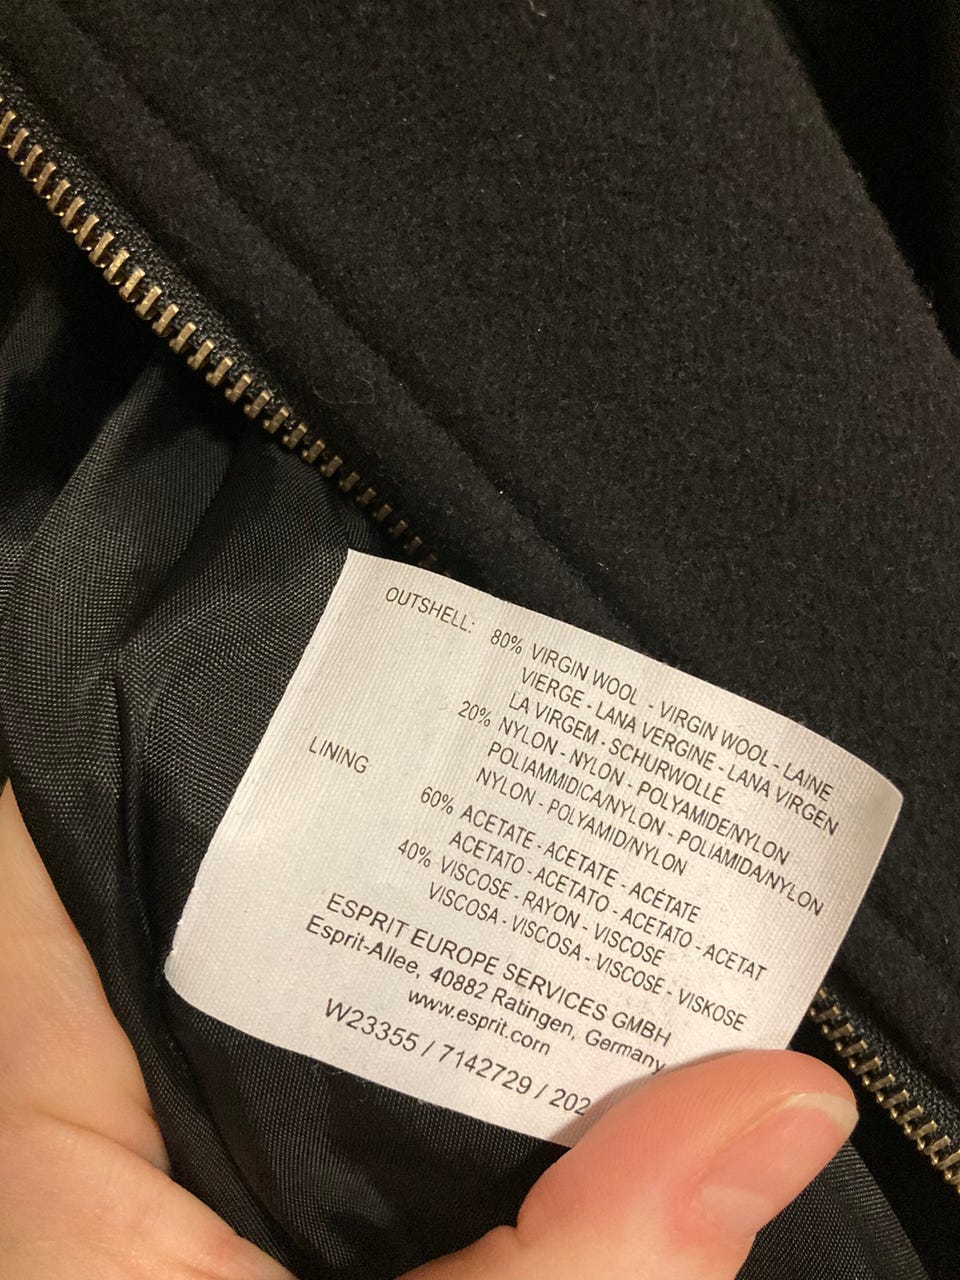 OUTSHELL: 80% VIRGIN WOOL - VIRGIN WOOL - LAINE
VIERGE - LANA VERGINE - LANA VIRGEN
LA VIRGEM - SCHURWOLLE
20% NYLON - NYLON - POLYAMIDE/NYLON
POLIAMMIDICA/NYLON - POLIAMIDA/NYLON
NYLON - POLYAMID/NYLON
LINING 60% ACETATE - ACETATE - ACÉTATE
ACETATO - ACETATO - ACETATO - ACETAT
40% VISCOSE - RAYON - VISCOSE
VISCOSA - VISCOSA - VISCOSE - VISKOSE
ESPRIT EUROPE SERVICES GMBH
Esprit-Allee, 40882 Ratingen, Germany
www.esprit.com
W23355 / 7142729 / 202